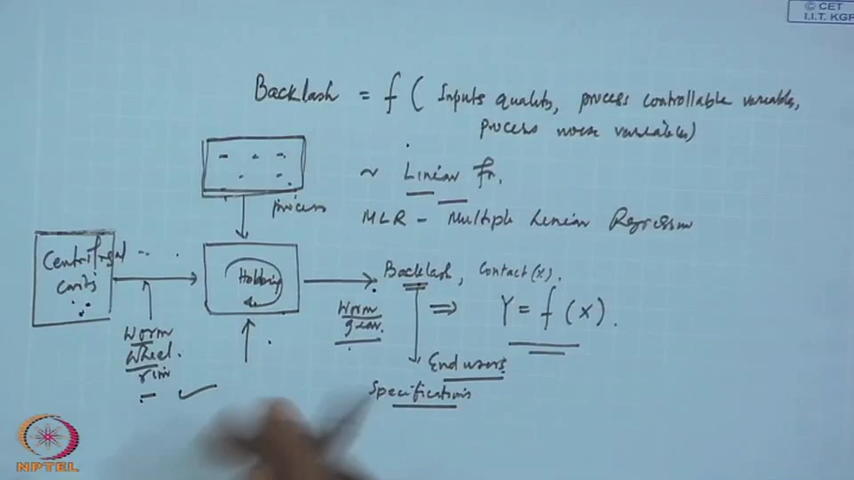 © CET
I.I.T. KGP
Backlash = f ( Inputs quality, process controllable variables,
process noise variables)
~ Linear fn.
process
MLR - Multiple Linear Regression
Centrifugal
casting
Hobbing
Backlash, Contact (x).
Worm
gear.
⇒ Y = f (x).
Worm
Wheel.
rim
End users.
Specifications
NPTEL